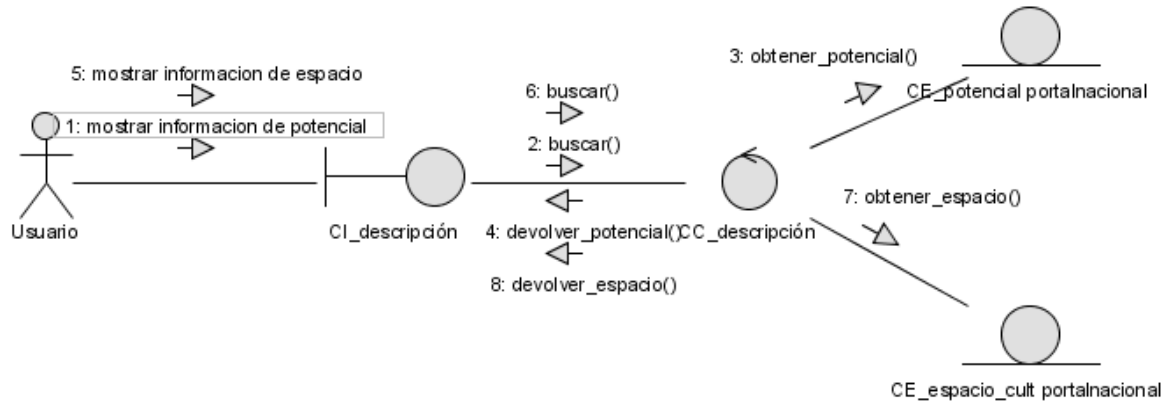 3: obtener_potencial()
5: mostrar informacion de espacio
6: buscar()
CE_potencial portalnacional
1: mostrar informacion de potencial
2: buscar()
7: obtener_espacio()
Usuario
CI_descripción
4: devolver_potencial()
CC_descripción
8: devolver_espacio()
CE_espacio_cult portalnacional